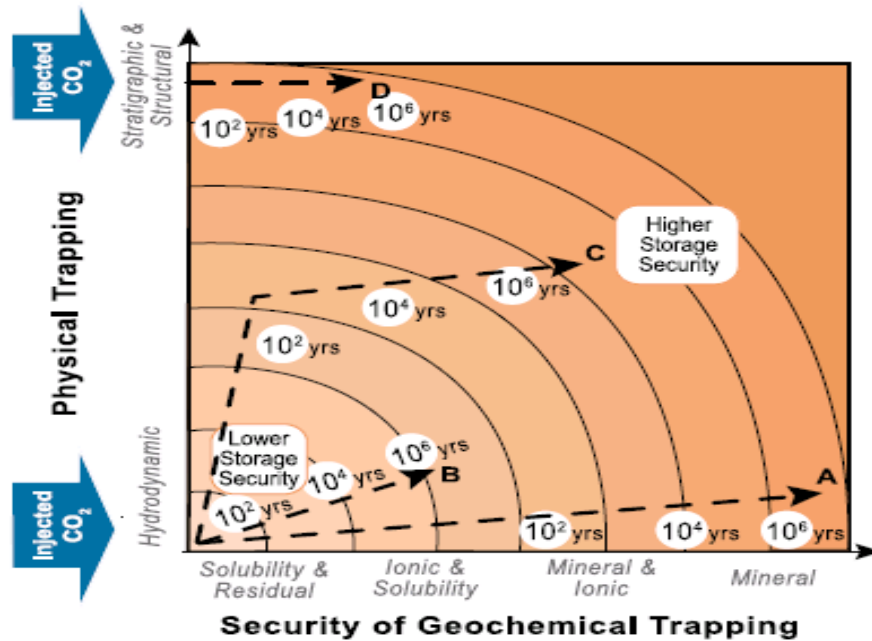 Injected
CO₂
Stratigraphic &
Structural
D
10² yrs
10⁴ yrs
10⁶ yrs
Higher
Storage
Security
C
10⁶ yrs
10⁴ yrs
10² yrs
Physical Trapping
Lower
Storage
Security
10⁶ yrs
B
10⁴ yrs
10² yrs
A
10² yrs
10⁴ yrs
10⁶ yrs
Injected
CO₂
Hydrodynamic
Solubility &
Residual
Ionic &
Solubility
Mineral &
Ionic
Mineral
Security of Geochemical Trapping